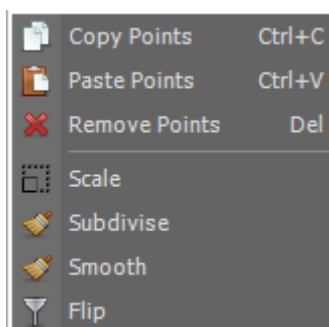 Copy Points Ctrl+C
Paste Points Ctrl+V
Remove Points Del
Scale
Subdivise
Smooth
Flip